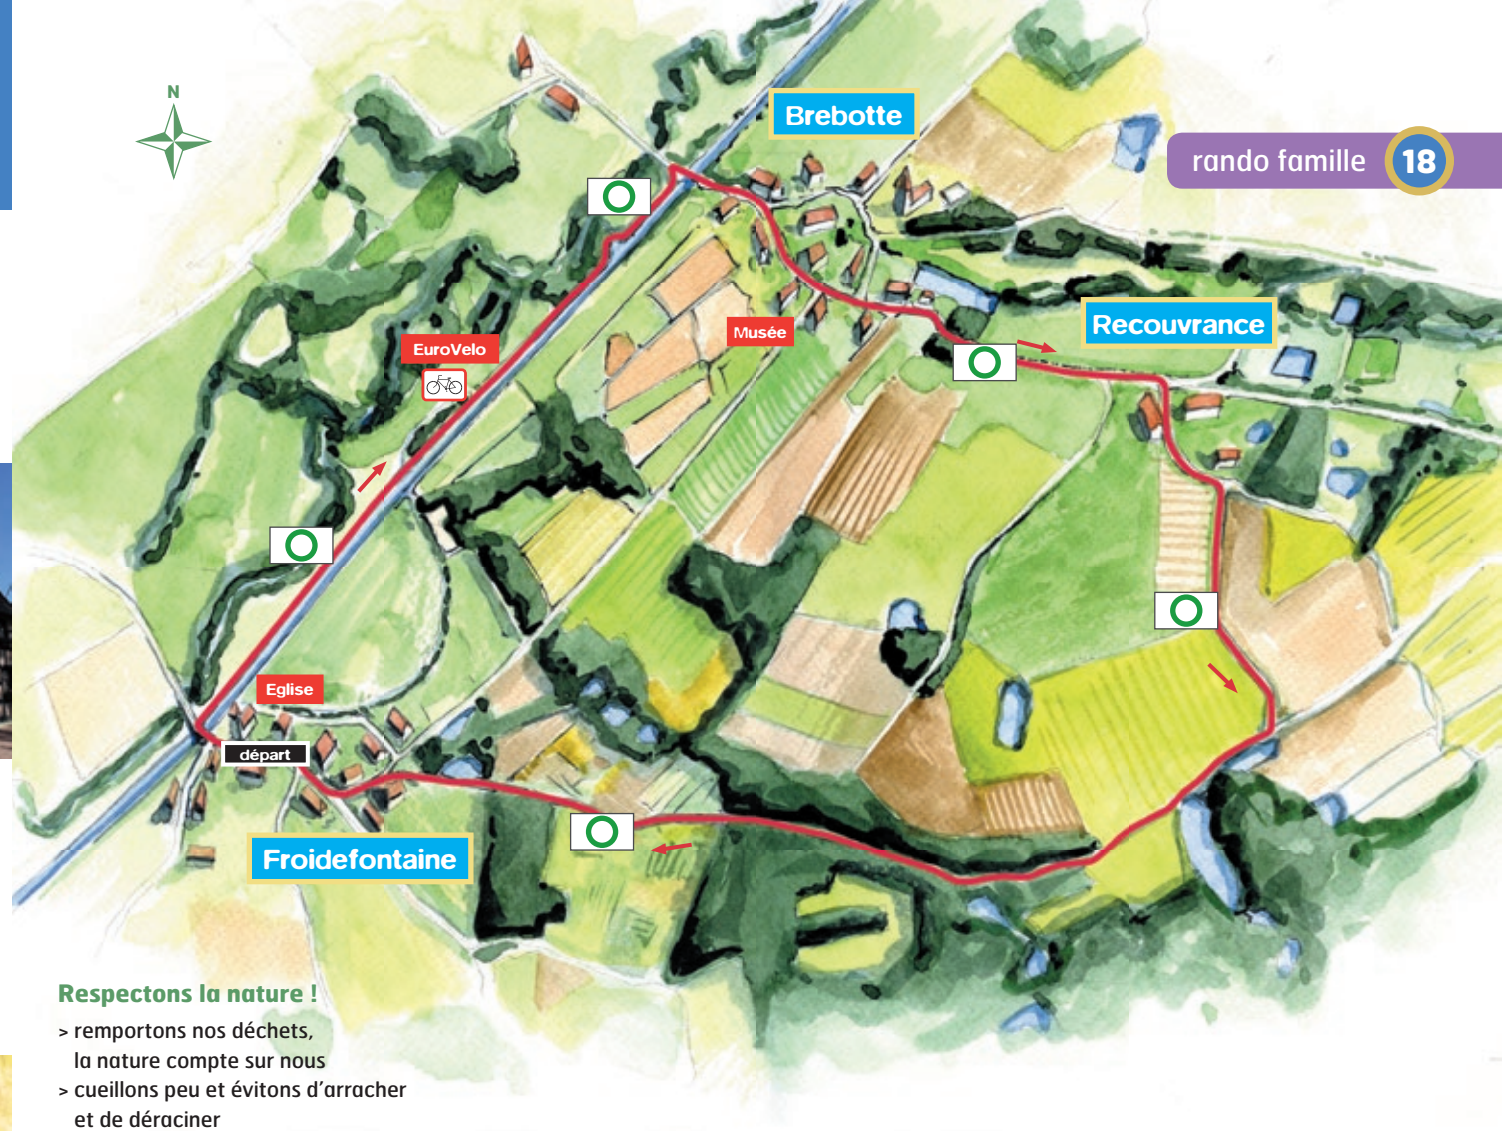 N
Brebotte
rando famille 18
Recouvrance
Musée
EuroVelo
Eglise
départ
Froidefontaine
Respectons la nature !
> remportons nos déchets,
la nature compte sur nous
> cueillons peu et évitons d'arracher
et de déraciner